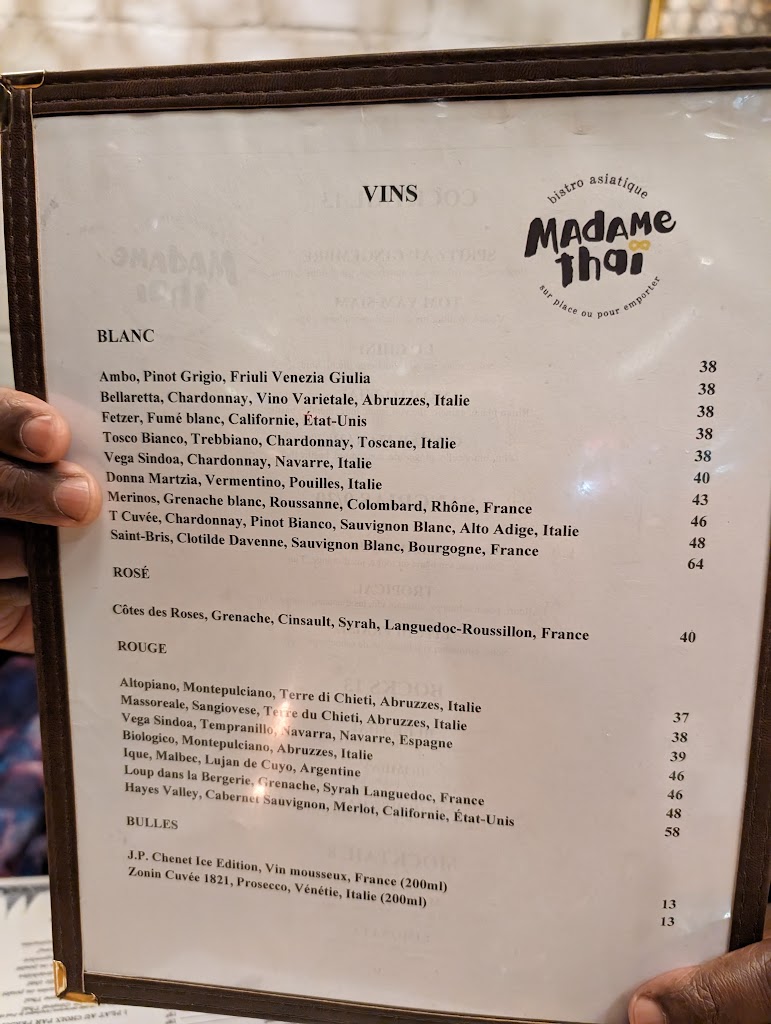 VINS
bistro asiatique
MADAME
thaï
sur place ou pour emporter
BLANC
38
Ambo, Pinot Grigio, Friuli Venezia Giulia 38
Bellaretta, Chardonnay, Vino Varietale, Abruzzes, Italie 38
Fetzer, Fumé blanc, Californie, État-Unis 38
Tosco Bianco, Trebbiano, Chardonnay, Toscane, Italie 38
Vega Sindoa, Chardonnay, Navarre, Italie 40
Donna Martzia, Vermentino, Pouilles, Italie 43
Merinos, Grenache blanc, Roussanne, Colombard, Rhône, France 46
T Cuvée, Chardonnay, Pinot Bianco, Sauvignon Blanc, Alto Adige, Italie 48
Saint-Bris, Clotilde Davenne, Sauvignon Blanc, Bourgogne, France 64
ROSÉ
Côtes des Roses, Grenache, Cinsault, Syrah, Languedoc-Roussillon, France 40
ROUGE
Altopiano, Montepulciano, Terre di Chieti, Abruzzes, Italie 37
Massoreale, Sangiovese, Terre du Chieti, Abruzzes, Italie 38
Vega Sindoa, Tempranillo, Navarra, Navarre, Espagne 39
Biologico, Montepulciano, Abruzzes, Italie 46
Ique, Malbec, Lujan de Cuyo, Argentine 46
Loup dans la Bergerie, Grenache, Syrah Languedoc, France 48
Hayes Valley, Cabernet Sauvignon, Merlot, Californie, État-Unis 58
BULLES
J.P. Chenet Ice Edition, Vin mousseux, France (200ml) 13
Zonin Cuvée 1821, Prosecco, Vénétie, Italie (200ml) 13